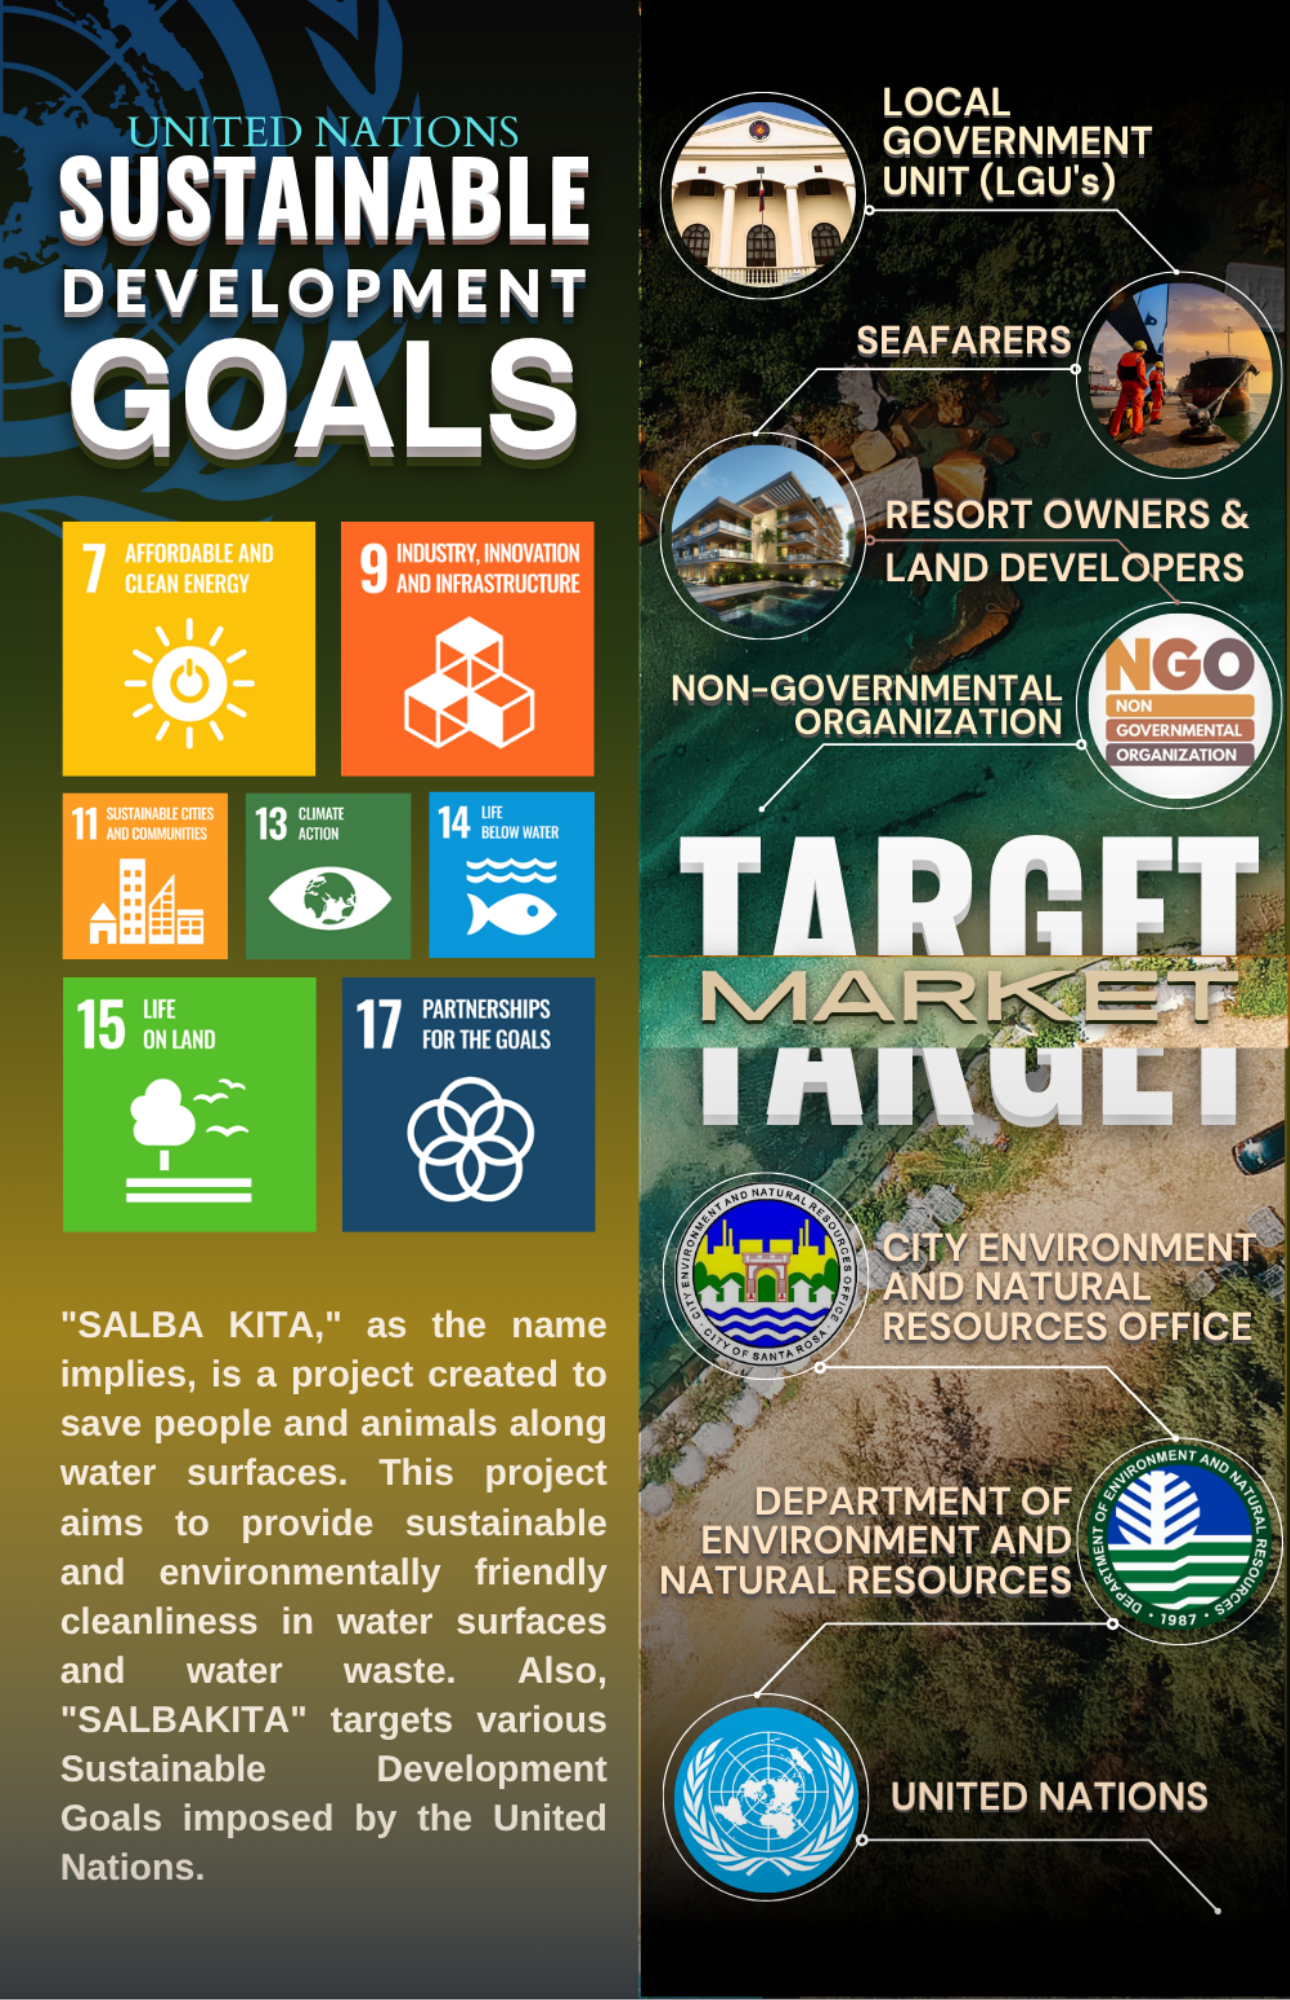 UNITED NATIONS
SUSTAINABLE
DEVELOPMENT
GOALS
7 AFFORDABLE AND
CLEAN ENERGY
9 INDUSTRY, INNOVATION
AND INFRASTRUCTURE
11 SUSTAINABLE CITIES
AND COMMUNITIES
13 CLIMATE
ACTION
14 LIFE
BELOW WATER
15 LIFE
ON LAND
17 PARTNERSHIPS
FOR THE GOALS
"SALBA KITA," as the name
implies, is a project created to
save people and animals along
water surfaces. This project
aims to provide sustainable
and environmentally friendly
cleanliness in water surfaces
and water waste. Also,
"SALBAKITA" targets various
Sustainable Development
Goals imposed by the United
Nations.
LOCAL
GOVERNMENT
UNIT (LGU's)
SEAFARERS
RESORT OWNERS &
LAND DEVELOPERS
NON-GOVERNMENTAL
ORGANIZATION
NGO
NON
GOVERNMENTAL
ORGANIZATION
TARGET
MARKET
TARGET
CITY ENVIRONMENT AND NATURAL RESOURCES OFFICE
· CITY OF SANTA ROSA ·
CITY ENVIRONMENT
AND NATURAL
RESOURCES OFFICE
DEPARTMENT OF
ENVIRONMENT AND
NATURAL RESOURCES
DEPARTMENT OF ENVIRONMENT AND NATURAL RESOURCES
· 1987 ·
UNITED NATIONS